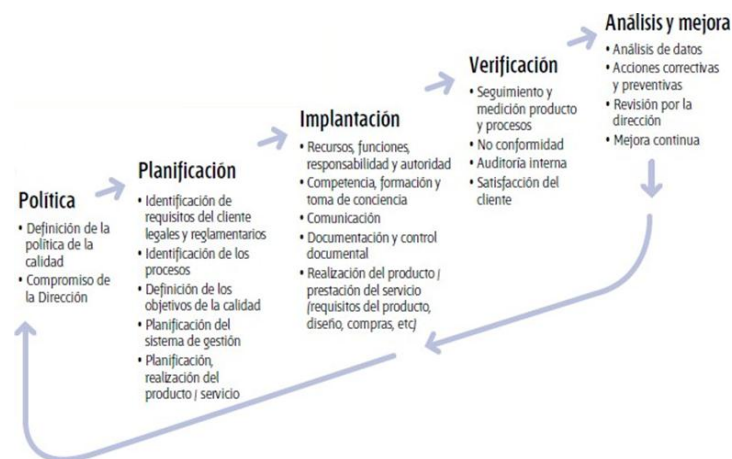 Política
• Definición de la
política de la
calidad
• Compromiso de
la Dirección
Planificación
• Identificación de
requisitos del cliente
legales y reglamentarios
• Identificación de los
procesos
• Definición de los
objetivos de la calidad
• Planificación del
sistema de gestión
• Planificación,
realización del
producto / servicio
Implantación
• Recursos, funciones,
responsabilidad y autoridad
• Competencia, formación y
toma de conciencia
• Comunicación
• Documentación y control
documental
• Realización del producto /
prestación del servicio
(requisitos del producto,
diseño, compras, etc)
Verificación
• Seguimiento y
medición producto
y procesos
• No conformidad
• Auditoría interna
• Satisfacción del
cliente
Análisis y mejora
• Análisis de datos
• Acciones correctivas
y preventivas
• Revisión por la
dirección
• Mejora continua